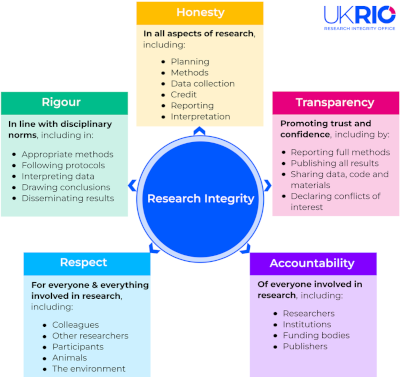 Honesty
UKRIO
RESEARCH INTEGRITY OFFICE
In all aspects of research,
including:
Planning
Methods
Data collection
Credit
Reporting
Interpretation
Rigour
In line with disciplinary
norms, including in:
Appropriate methods
Following protocols
Interpreting data
Drawing conclusions
Disseminating results
Transparency
Promoting trust and
confidence, including by:
Reporting full methods
Publishing all results
Sharing data, code and
materials
Declaring conflicts of
interest
Research Integrity
Respect
For everyone & everything
involved in research,
including:
Colleagues
Other researchers
Participants
Animals
The environment
Accountability
Of everyone involved in
research, including:
Researchers
Institutions
Funding bodies
Publishers